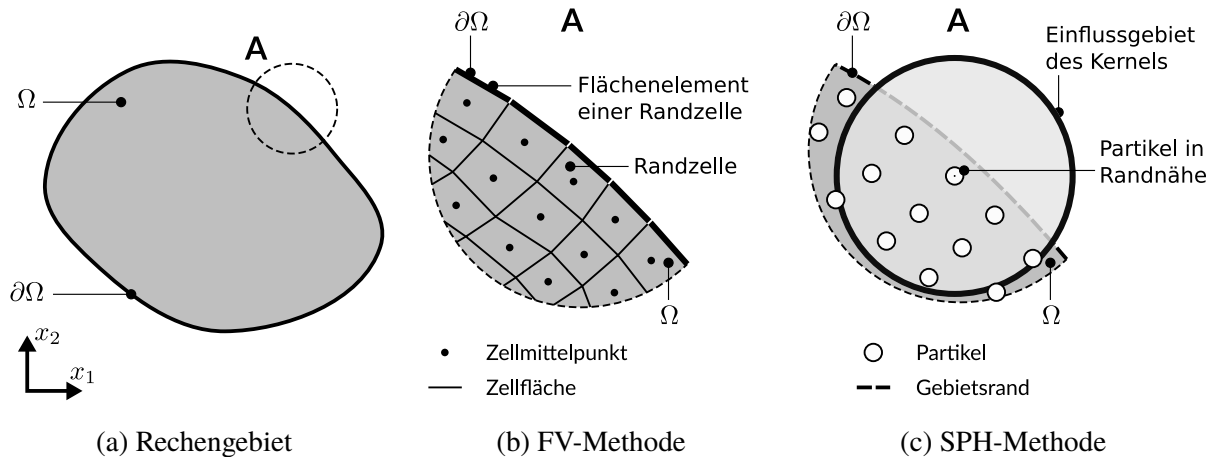 A
Ω
∂Ω
x₂
x₁
(a) Rechengebiet
A
∂Ω
Flächenelement
einer Randzelle
Randzelle
Ω
Zellmittelpunkt
Zellfläche
(b) FV-Methode
A
∂Ω
Einflussgebiet
des Kernels
Partikel in
Randnähe
Ω
Partikel
Gebietsrand
(c) SPH-Methode